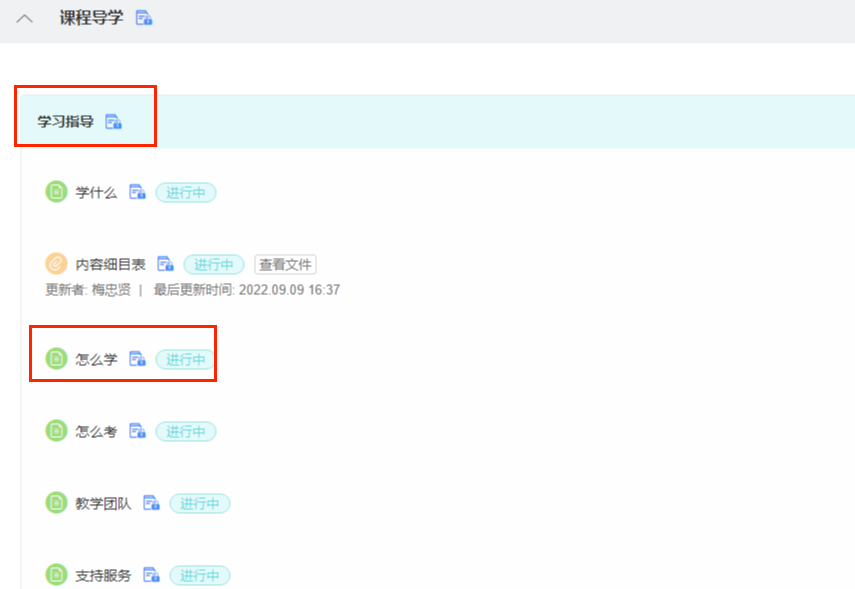 课程导学
学习指导
学什么 进行中
内容细目表 进行中 查看文件
更新者: 梅忠贤 | 最后更新时间: 2022.09.09 16:37
怎么学 进行中
怎么考 进行中
教学团队 进行中
支持服务 进行中